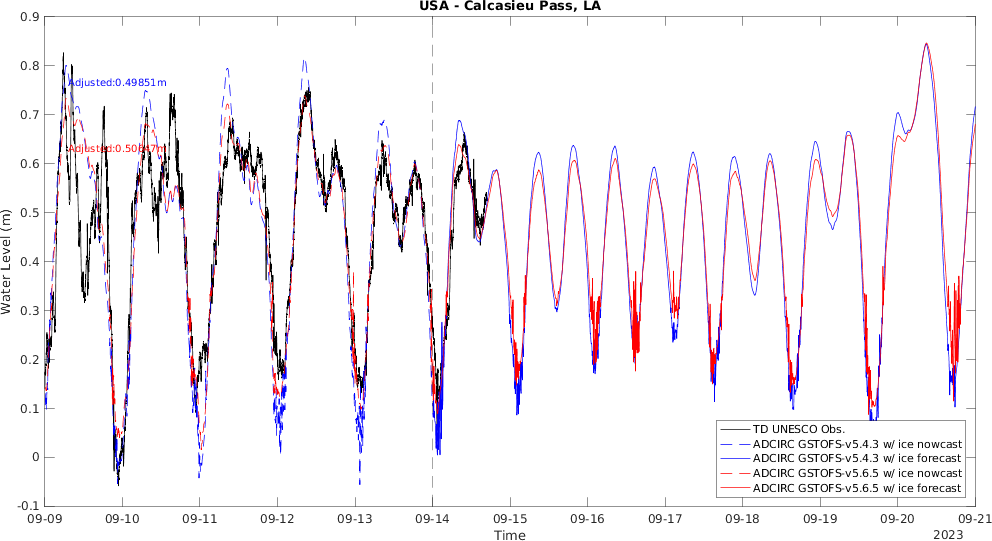 USA - Calcasieu Pass, LA
0.9
0.8
0.7
0.6
0.5
0.4
0.3
0.2
0.1
0
-0.1
Water Level (m)
Adjusted:0.49851m
TD UNESCO Obs.
ADCIRC GSTOFS-v5.4.3 w/ ice nowcast
ADCIRC GSTOFS-v5.4.3 w/ ice forecast
ADCIRC GSTOFS-v5.6.5 w/ ice nowcast
ADCIRC GSTOFS-v5.6.5 w/ ice forecast
09-09 09-10 09-11 09-12 09-13 09-14 09-15 09-16 09-17 09-18 09-19 09-20 09-21
Time
2023